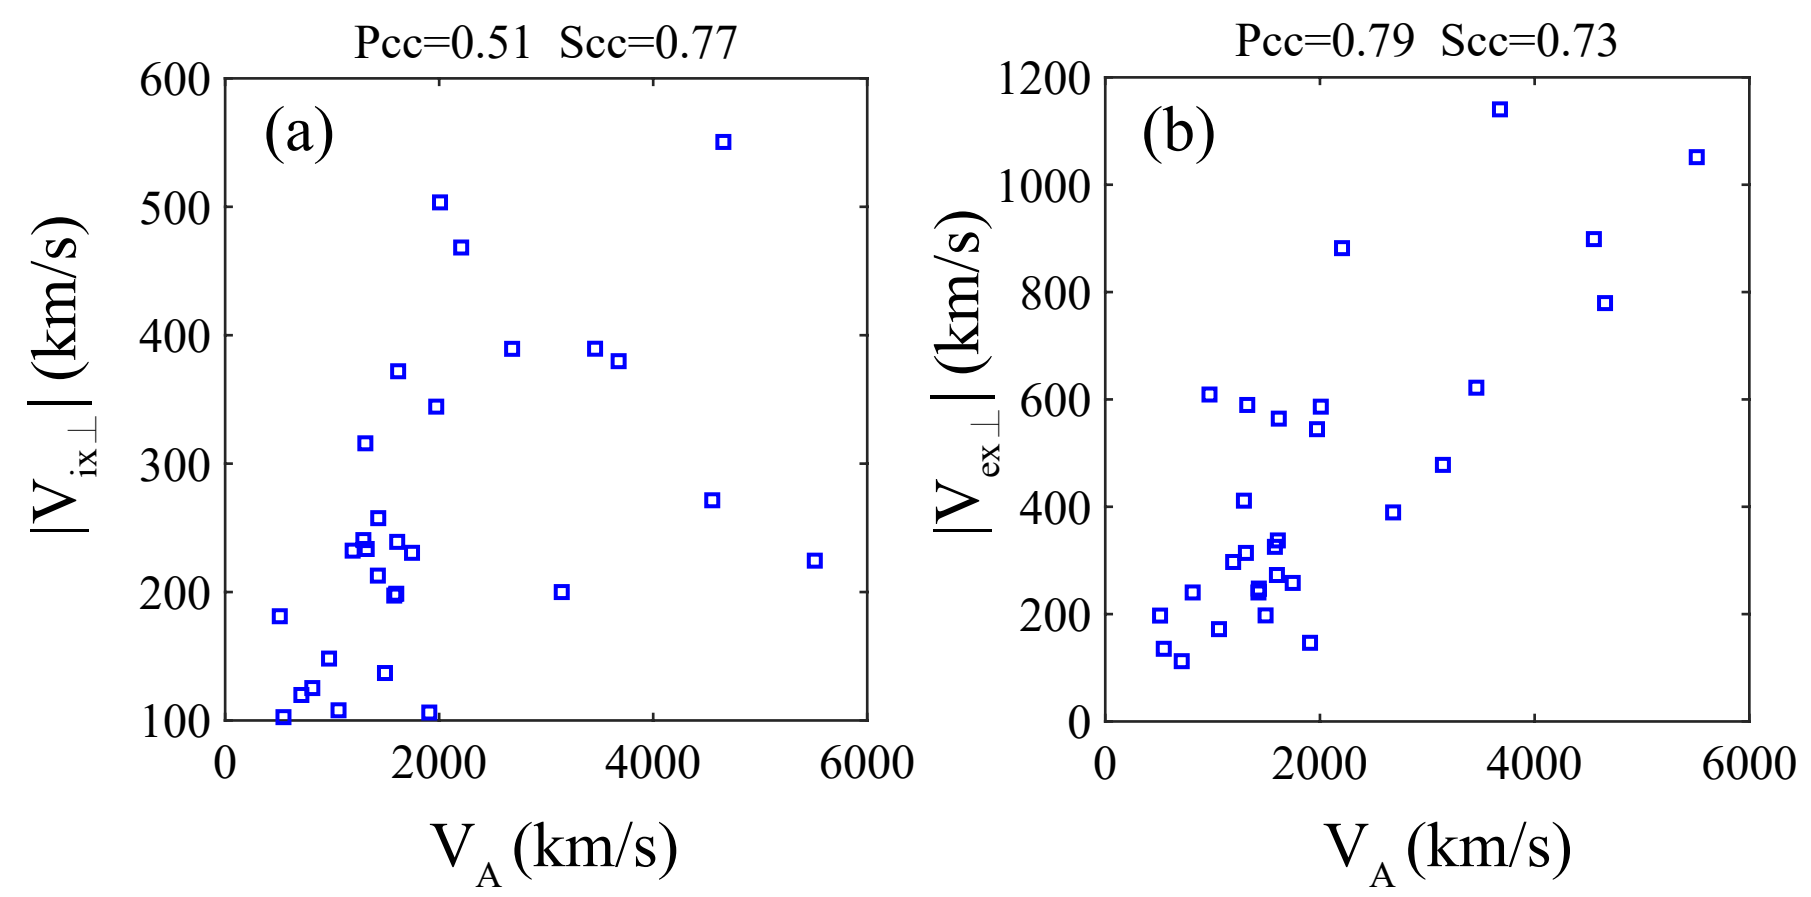 Pcc=0.51 Scc=0.77
(a)
600
500
400
300
200
100
0 2000 4000 6000
|Vix⊥| (km/s)
VA (km/s)
Pcc=0.79 Scc=0.73
(b)
1200
1000
800
600
400
200
0
0 2000 4000 6000
|Vex⊥| (km/s)
VA (km/s)